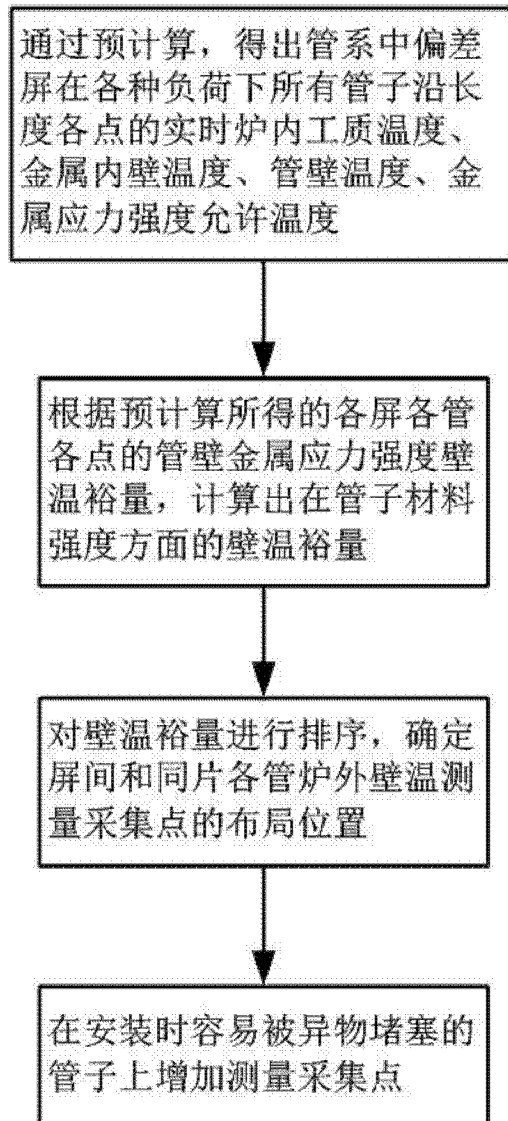 通过预计算，得出管系中偏差
屏在各种负荷下所有管子沿长
度各点的实时炉内工质温度、
金属内壁温度、管壁温度、金
属应力强度允许温度
根据预计算所得的各屏各管
各点的管壁金属应力强度壁
温裕量，计算出在管子材料
强度方面的壁温裕量
对壁温裕量进行排序，确定
屏间和同片各管炉外壁温测
量采集点的布局位置
在安装时容易被异物堵塞的
管子上增加测量采集点